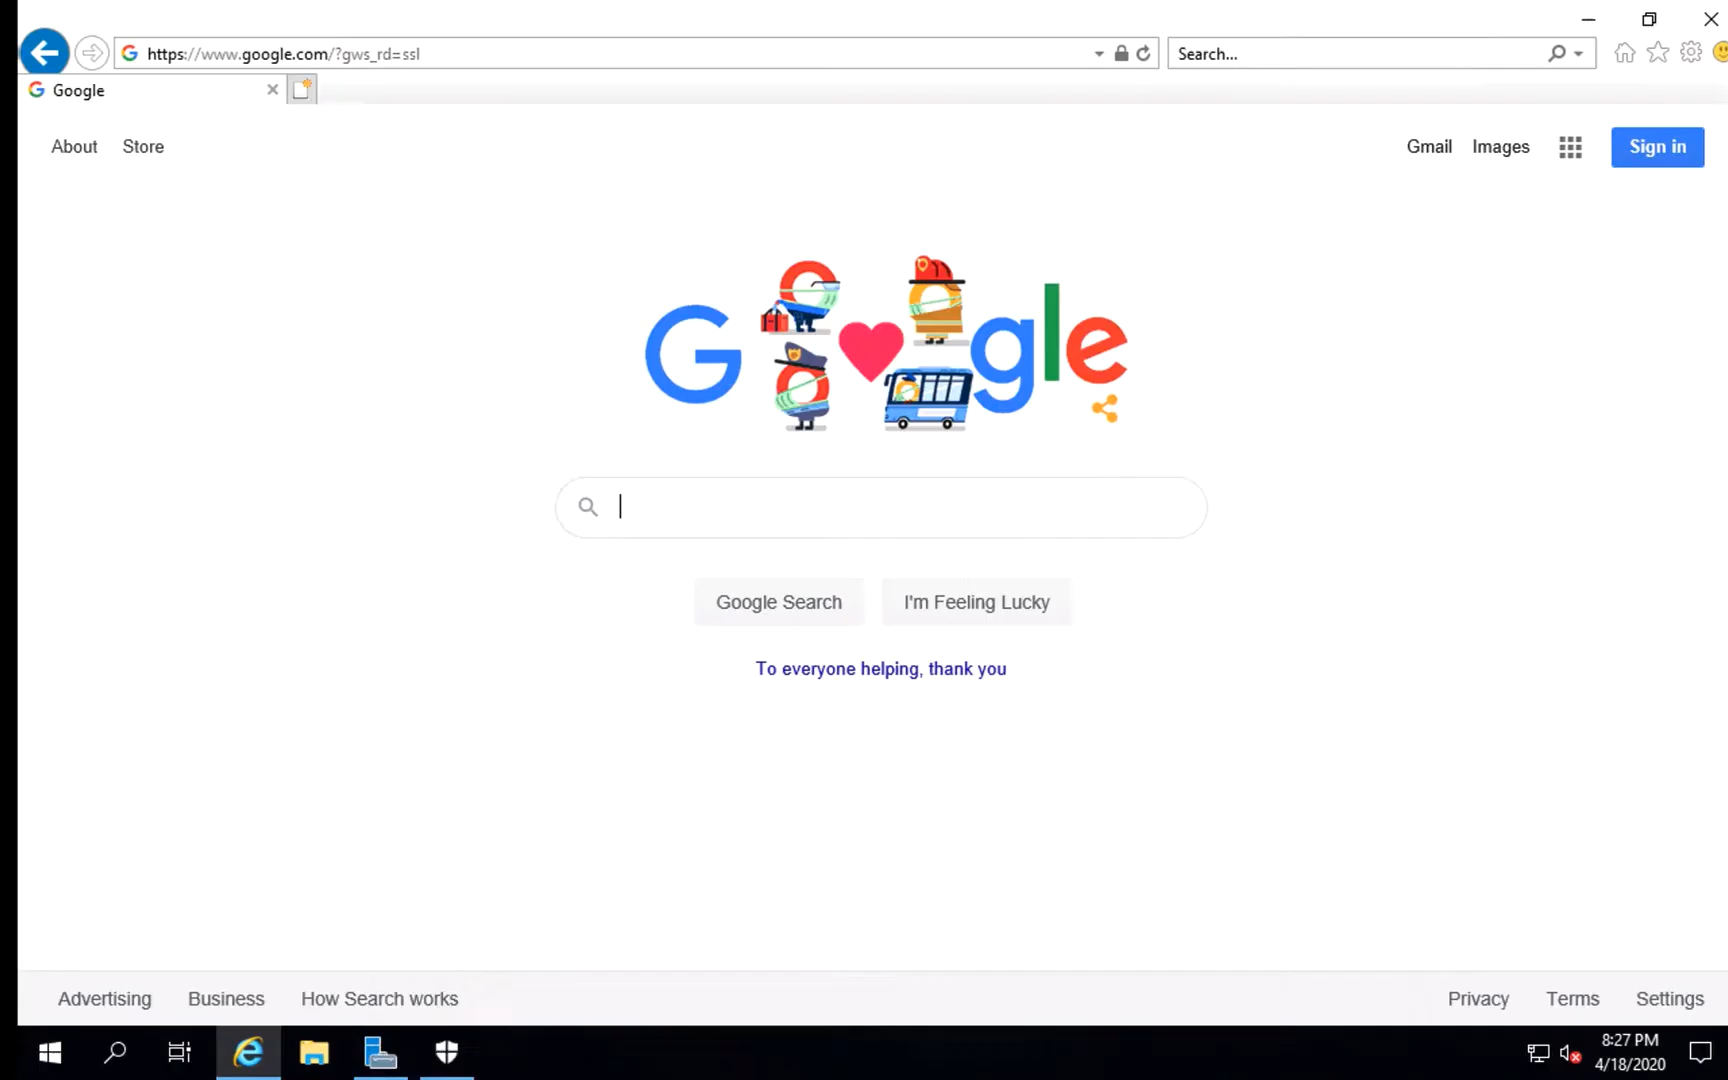 https://www.google.com/?gws_rd=ssl
Search...
Google
About
Store
Gmail
Images
Sign in
Google
Google Search
I'm Feeling Lucky
To everyone helping, thank you
Advertising
Business
How Search works
Privacy
Terms
Settings
8:27 PM
4/18/2020